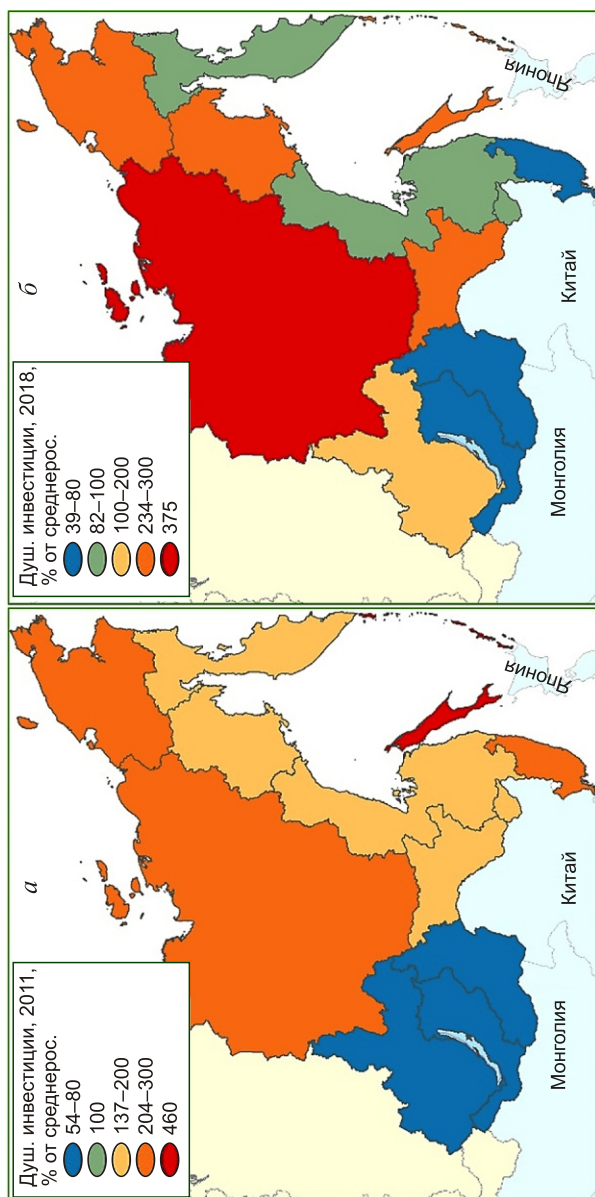 а
Душ. инвестиции, 2011,
% от среднерос.
54–80
100
137–200
204–300
460
Монголия
Китай
Япония
б
Душ. инвестиции, 2018,
% от среднерос.
39–80
82–100
100–200
234–300
375
Монголия
Китай
Япония